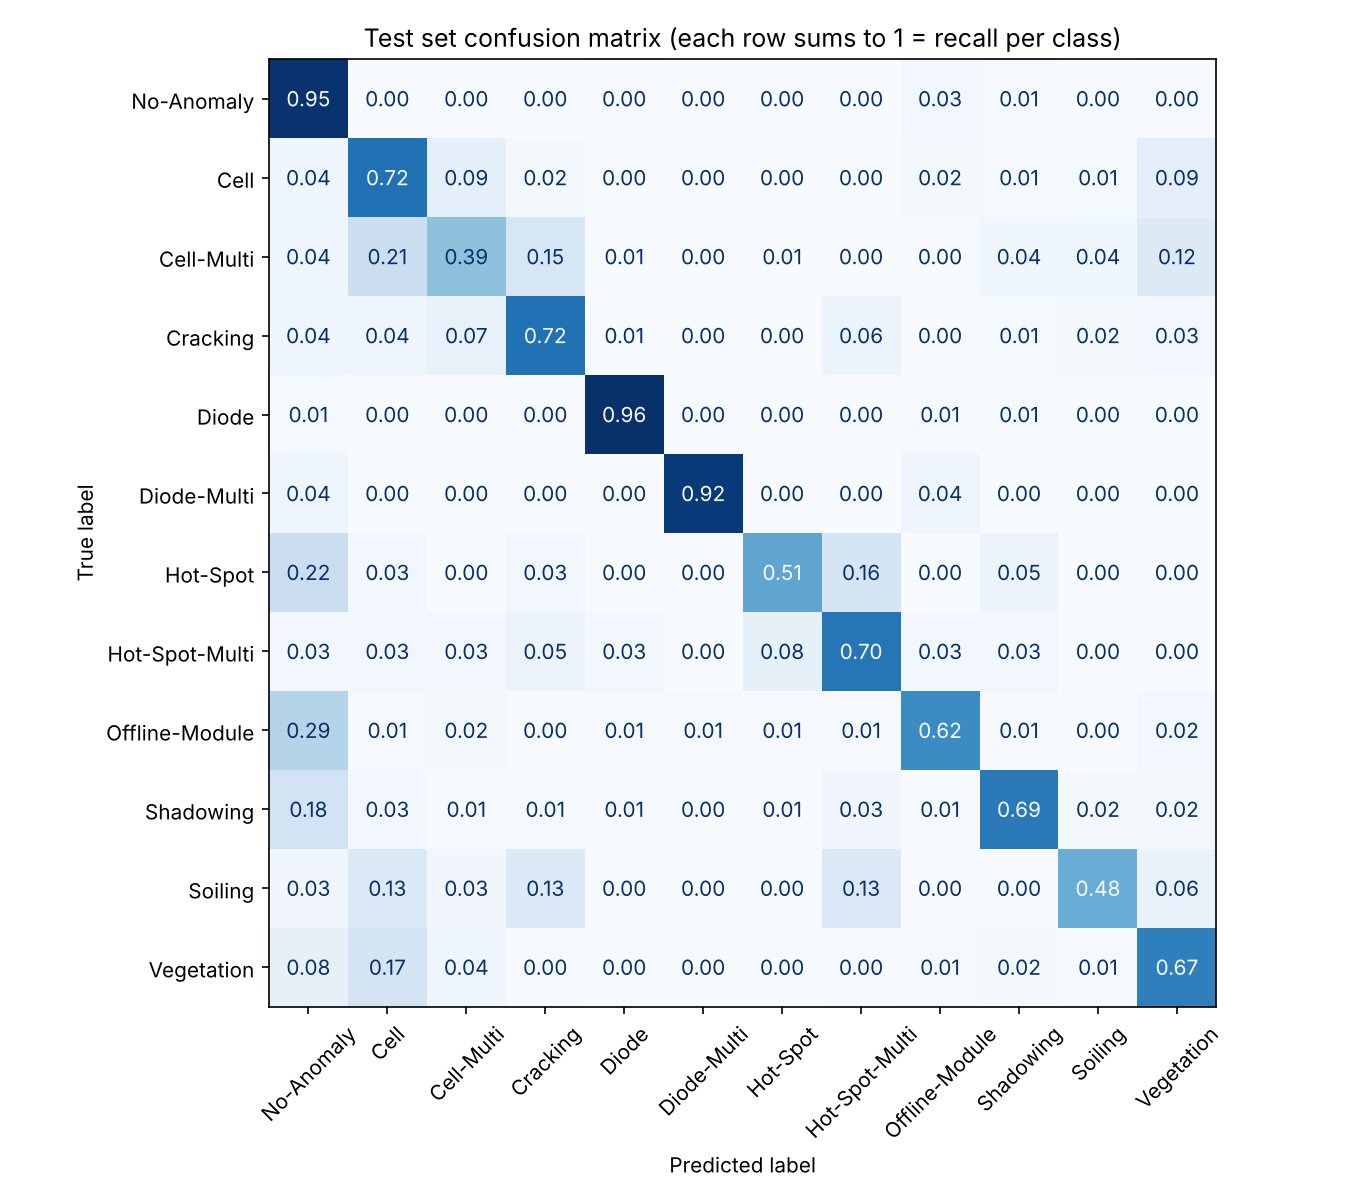 Test set confusion matrix (each row sums to 1 = recall per class)
True label
No-Anomaly 0.95 0.00 0.00 0.00 0.00 0.00 0.00 0.00 0.03 0.01 0.00 0.00
Cell 0.04 0.72 0.09 0.02 0.00 0.00 0.00 0.00 0.02 0.01 0.01 0.09
Cell-Multi 0.04 0.21 0.39 0.15 0.01 0.00 0.01 0.00 0.00 0.04 0.04 0.12
Cracking 0.04 0.04 0.07 0.72 0.01 0.00 0.00 0.06 0.00 0.01 0.02 0.03
Diode 0.01 0.00 0.00 0.00 0.96 0.00 0.00 0.00 0.01 0.01 0.00 0.00
Diode-Multi 0.04 0.00 0.00 0.00 0.00 0.92 0.00 0.00 0.04 0.00 0.00 0.00
Hot-Spot 0.22 0.03 0.00 0.03 0.00 0.00 0.51 0.16 0.00 0.05 0.00 0.00
Hot-Spot-Multi 0.03 0.03 0.03 0.05 0.03 0.00 0.08 0.70 0.03 0.03 0.00 0.00
Offline-Module 0.29 0.01 0.02 0.00 0.01 0.01 0.01 0.01 0.62 0.01 0.00 0.02
Shadowing 0.18 0.03 0.01 0.01 0.01 0.00 0.01 0.03 0.01 0.69 0.02 0.02
Soiling 0.03 0.13 0.03 0.13 0.00 0.00 0.00 0.13 0.00 0.00 0.48 0.06
Vegetation 0.08 0.17 0.04 0.00 0.00 0.00 0.00 0.00 0.01 0.02 0.01 0.67
No-Anomaly Cell Cell-Multi Cracking Diode Diode-Multi Hot-Spot Hot-Spot-Multi Offline-Module Shadowing Soiling Vegetation
Predicted label